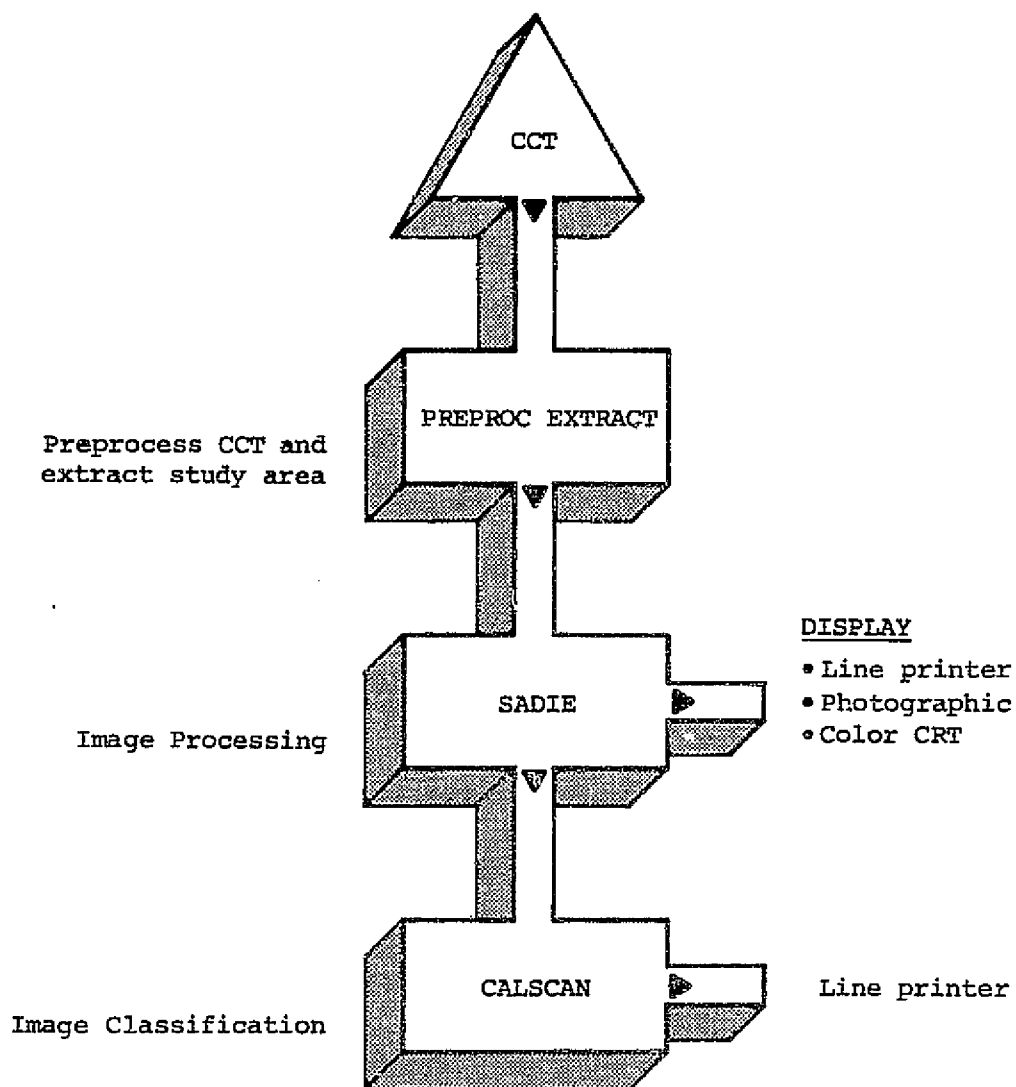 CCT
PREPROC EXTRACT
Preprocess CCT and
extract study area
SADIE
Image Processing
DISPLAY
• Line printer
• Photographic
• Color CRT
CALSCAN
Image Classification
Line printer